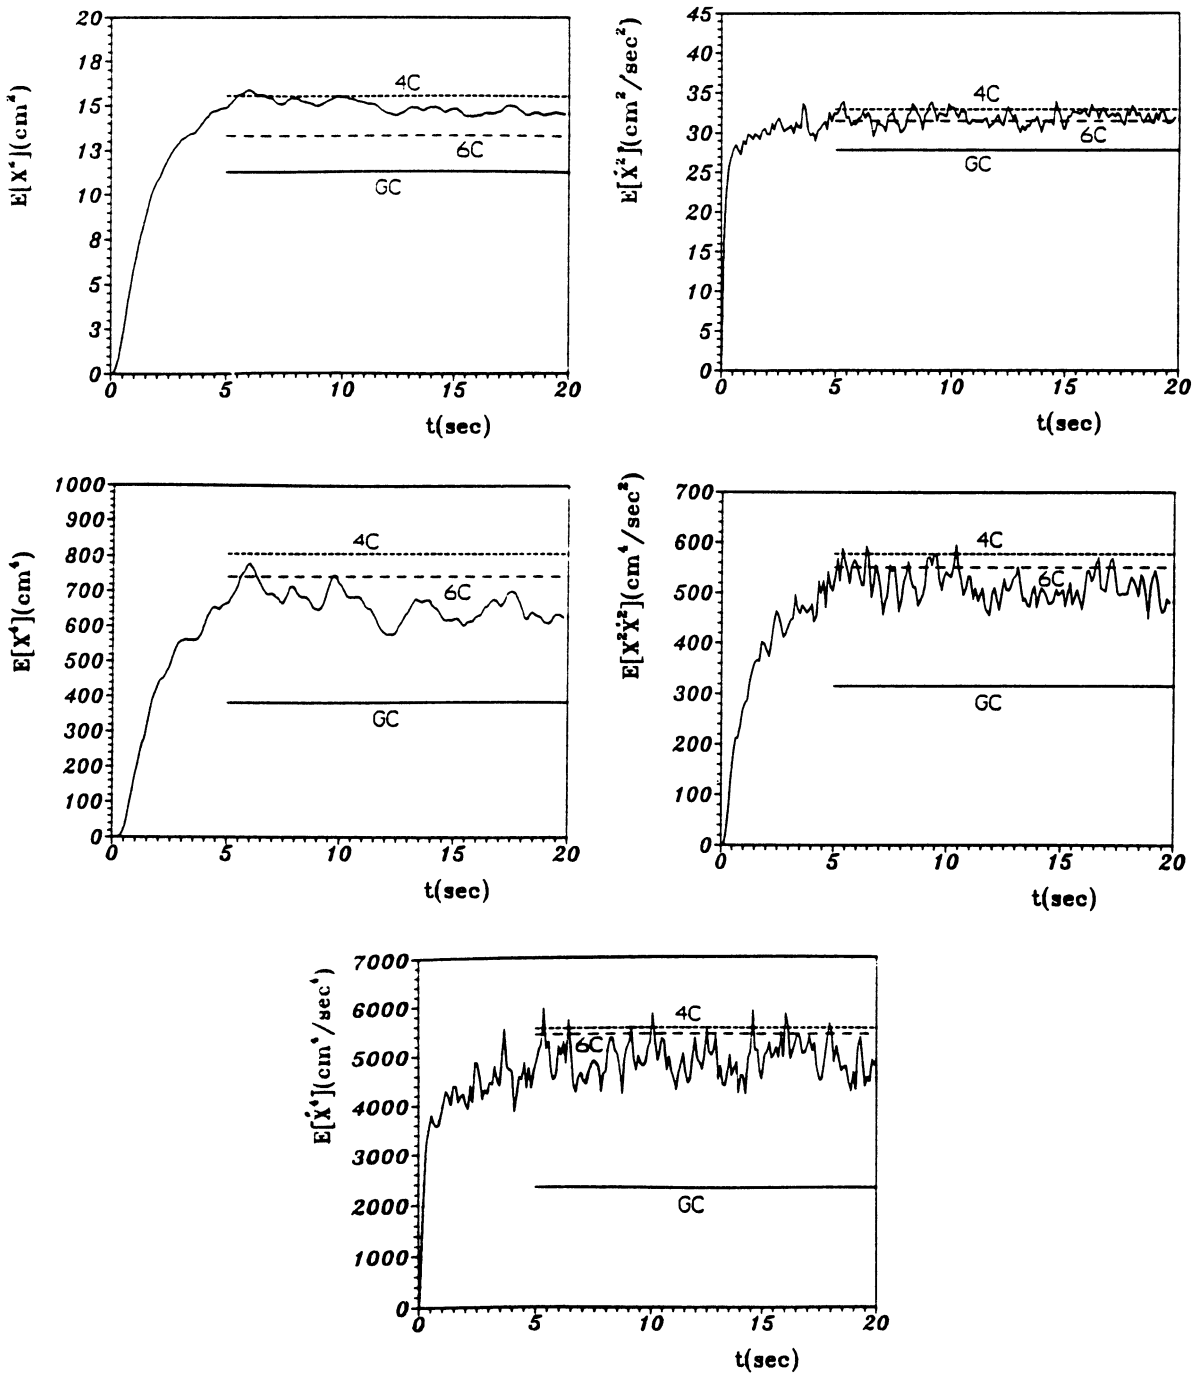 20
18
15
13
10
8
5
3
0
E[X²](cm²)
4C
6C
GC
0 5 10 15 20
t(sec)
45
40
35
30
25
20
15
10
5
0
E[Ẋ²](cm²/sec²)
4C
6C
GC
0 5 10 15 20
t(sec)
1000
900
800
700
600
500
400
300
200
100
0
E[X⁴](cm⁴)
4C
6C
GC
0 5 10 15 20
t(sec)
700
600
500
400
300
200
100
0
E[X²Ẋ²](cm⁴/sec²)
4C
6C
GC
0 5 10 15 20
t(sec)
7000
6000
5000
4000
3000
2000
1000
0
E[Ẋ⁴](cm⁴/sec⁴)
4C
6C
GC
0 5 10 15 20
t(sec)